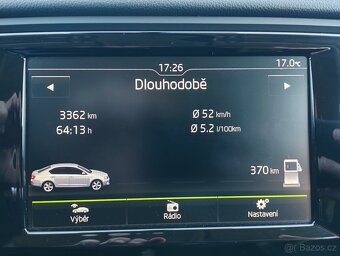 17:26
17.0°C
Dlouhodobě
3362 km
Ø 52 km/h
64:13 h
Ø 5.2 l/100km
370 km
Výběr
Rádio
Nastavení
Bazoš.cz